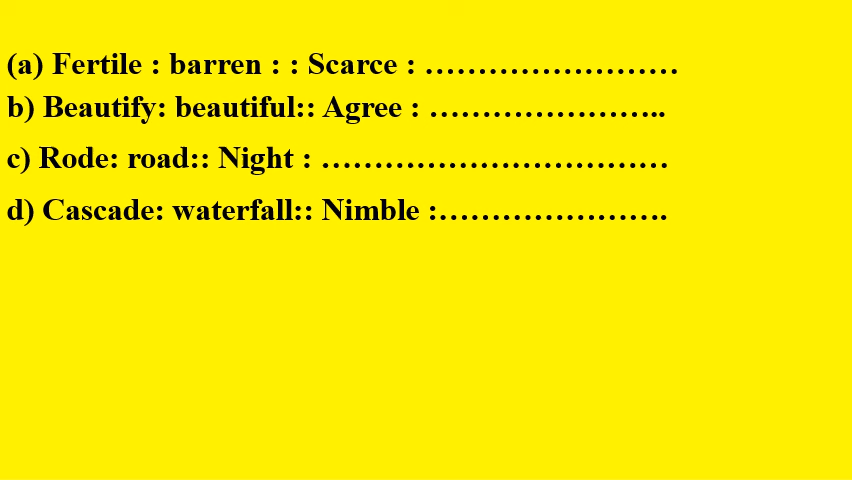 (a) Fertile : barren : : Scarce : ……………………
b) Beautify: beautiful:: Agree : …………………..
c) Rode: road:: Night : ……………………………
d) Cascade: waterfall:: Nimble :………………….